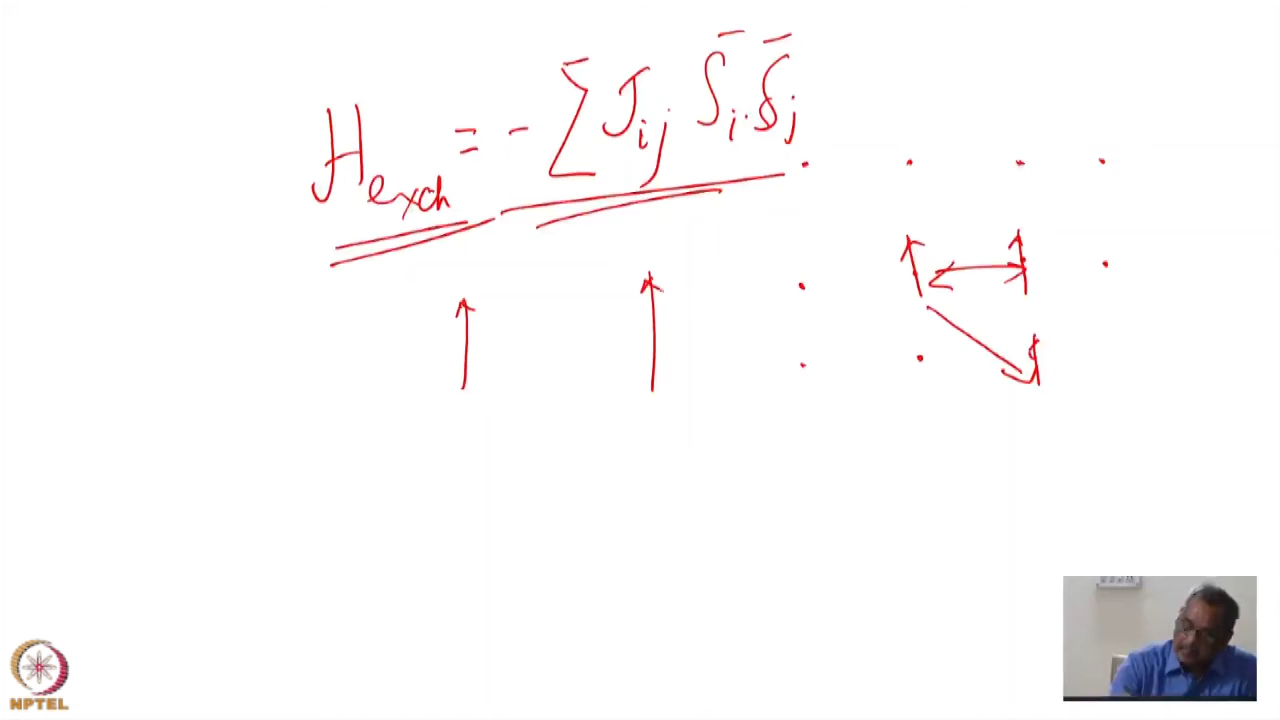 H_exch = - Σ J_ij S̄_i · S̄_j
NPTEL